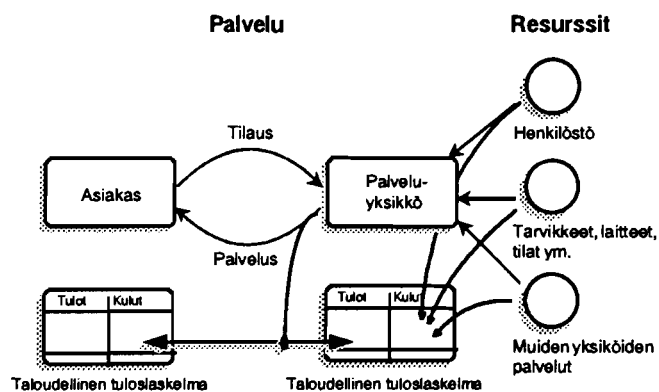 Palvelu
Resurssit
Tilaus
Henkilöstö
Asiakas
Palvelu-
yksikkö
Palvelus
Tarvikkeet, laitteet,
tilat ym.
Tulot Kulut
Tulot Kulut
Muiden yksiköiden
palvelut
Taloudellinen tuloslaskelma
Taloudellinen tuloslaskelma